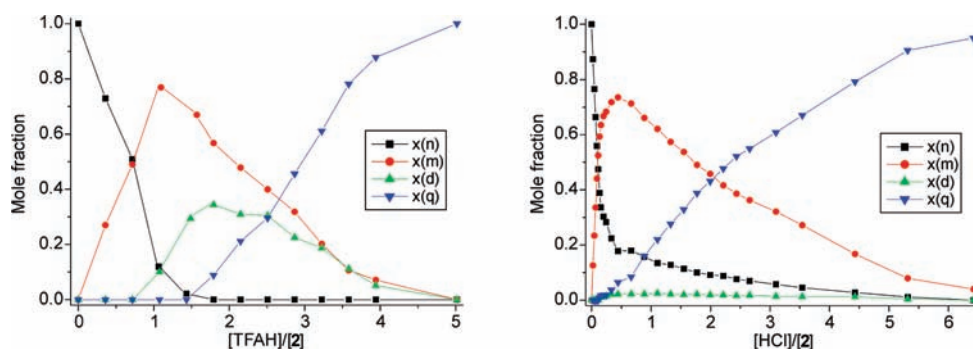 Mole fraction
1.0
0.8
0.6
0.4
0.2
0.0
x(n)
x(m)
x(d)
x(q)
0 1 2 3 4 5
[TFAH]/[2]
Mole fraction
1.0
0.8
0.6
0.4
0.2
0.0
x(n)
x(m)
x(d)
x(q)
0 1 2 3 4 5 6
[HCl]/[2]